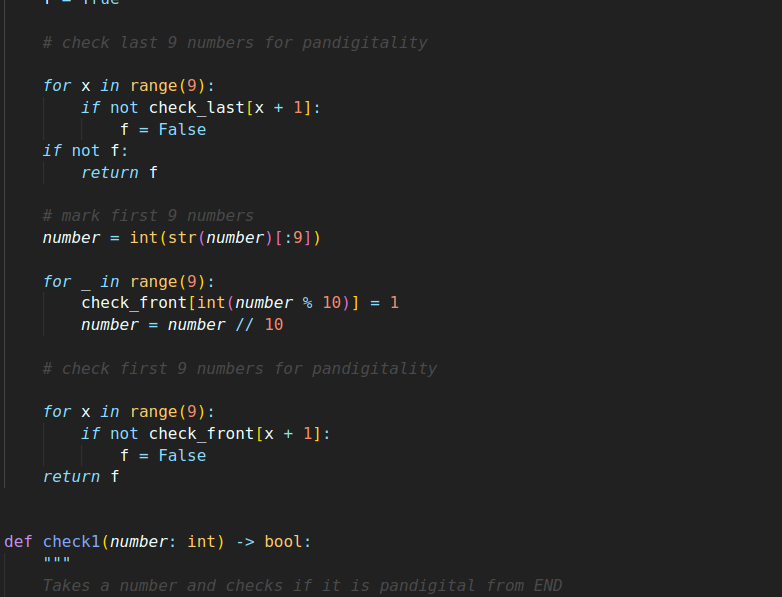 f = True
# check last 9 numbers for pandigitality
for x in range(9):
if not check_last[x + 1]:
f = False
if not f:
return f
# mark first 9 numbers
number = int(str(number)[:9])
for _ in range(9):
check_front[int(number % 10)] = 1
number = number // 10
# check first 9 numbers for pandigitality
for x in range(9):
if not check_front[x + 1]:
f = False
return f
def check1(number: int) -> bool:
"""
Takes a number and checks if it is pandigital from END